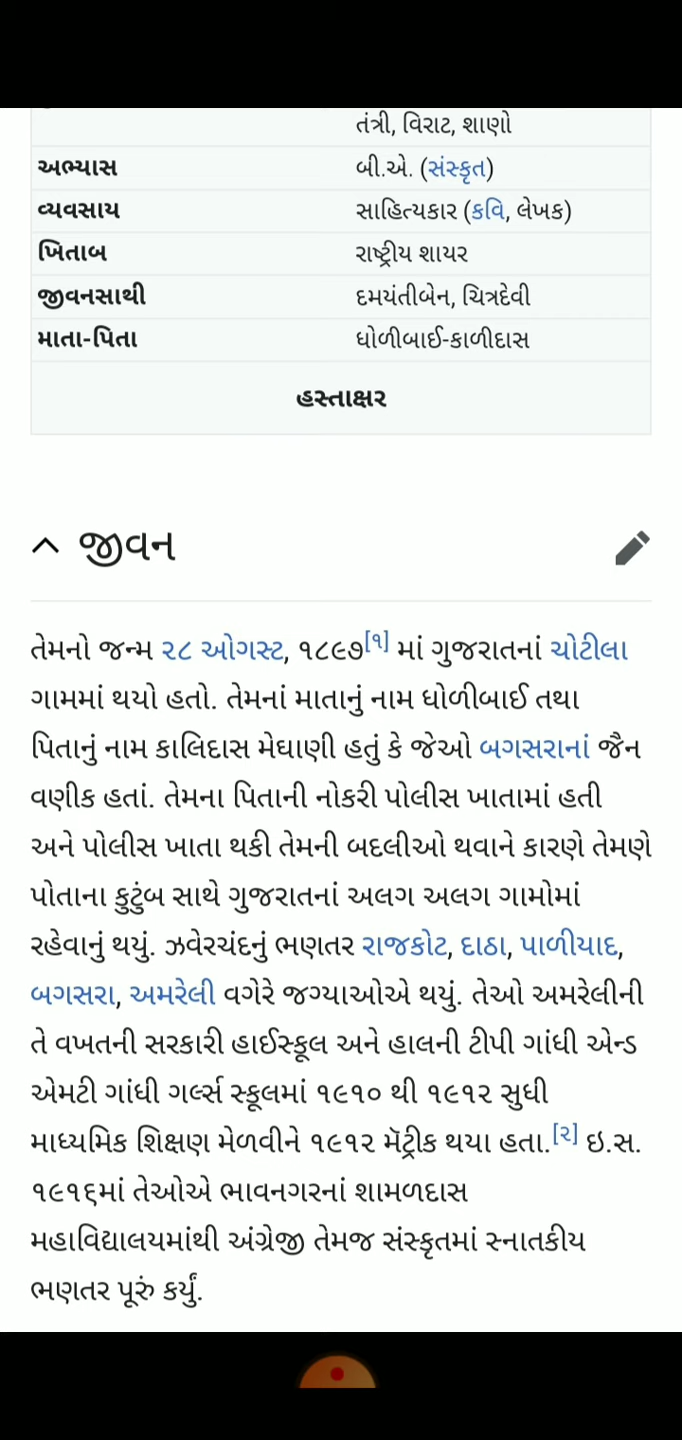 તંત્રી, વિરાટ, શાણો
અભ્યાસ બી.એ. (સંસ્કૃત)
વ્યવસાય સાહિત્યકાર (કવિ, લેખક)
ખિતાબ રાષ્ટ્રીય શાયર
જીવનસાથી દમયંતીબેન, ચિત્રદેવી
માતા-પિતા ધોળીબાઈ-કાળીદાસ
હસ્તાક્ષર
જીવન
તેમનો જન્મ ૨૮ ઓગસ્ટ, ૧૮૯૭[૧] માં ગુજરાતનાં ચોટીલા
ગામમાં થયો હતો. તેમનાં માતાનું નામ ધોળીબાઈ તથા
પિતાનું નામ કાલિદાસ મેઘાણી હતું કે જેઓ બગસરાનાં જૈન
વણીક હતાં. તેમના પિતાની નોકરી પોલીસ ખાતામાં હતી
અને પોલીસ ખાતા થકી તેમની બદલીઓ થવાને કારણે તેમણે
પોતાના કુટુંબ સાથે ગુજરાતનાં અલગ અલગ ગામોમાં
રહેવાનું થયું. ઝવેરચંદનું ભણતર રાજકોટ, દાઠા, પાળીયાદ,
બગસરા, અમરેલી વગેરે જગ્યાઓએ થયું. તેઓ અમરેલીની
તે વખતની સરકારી હાઈસ્કૂલ અને હાલની ટીપી ગાંધી એન્ડ
એમટી ગાંધી ગર્લ્સ સ્કૂલમાં ૧૯૧૦ થી ૧૯૧૨ સુધી
માધ્યમિક શિક્ષણ મેળવીને ૧૯૧૨ મૅટ્રીક થયા હતા.[૨] ઇ.સ.
૧૯૧૬માં તેઓએ ભાવનગરનાં શામળદાસ
મહાવિદ્યાલયમાંથી અંગ્રેજી તેમજ સંસ્કૃતમાં સ્નાતકીય
ભણતર પૂરું કર્યું.